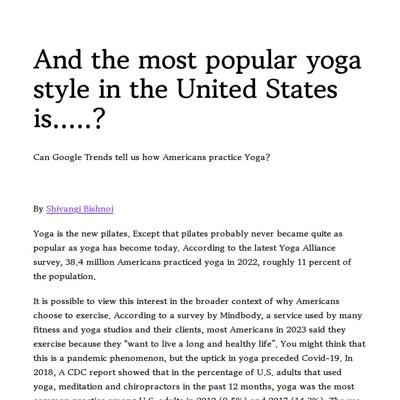 And the most popular yoga
style in the United States
is.....?
Can Google Trends tell us how Americans practice Yoga?
By Shivangi Bishnoi
Yoga is the new pilates. Except that pilates probably never became quite as
popular as yoga has become today. According to the latest Yoga Alliance
survey, 38.4 million Americans practiced yoga in 2022, roughly 11 percent of
the population.
It is possible to view this interest in the broader context of why Americans
choose to exercise. According to a survey by Mindbody, a service used by many
fitness and yoga studios and their clients, most Americans in 2023 said they
exercise because they “want to live a long and healthy life”. You might think that
this is a pandemic phenomenon, but the uptick in yoga preceded Covid-19. In
2018, A CDC report showed that in the percentage of U.S. adults that used
yoga, meditation and chiropractors in the past 12 months, yoga was the most